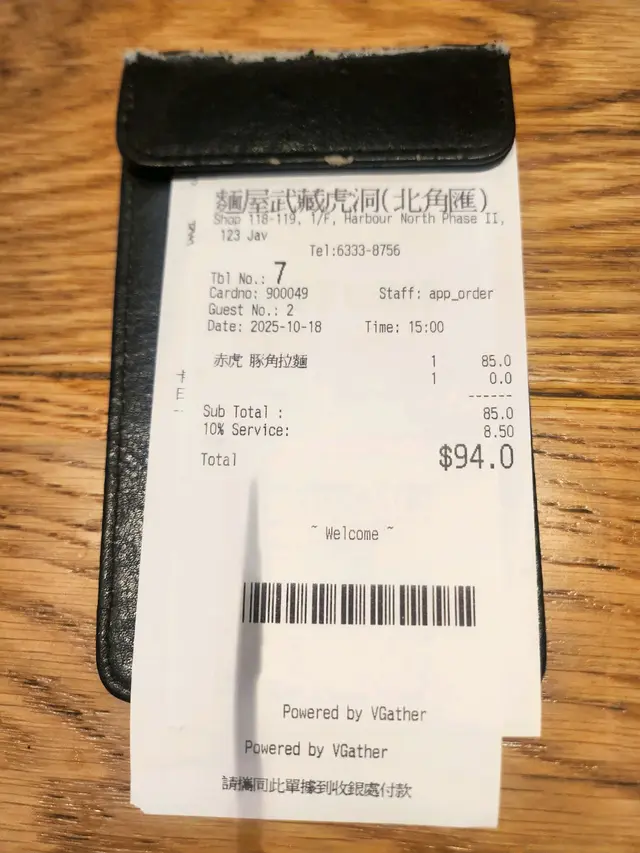 麵屋武藏虎洞(北角匯)
Shop 118-119, 1/F, Harbour North Phase II,
123 Jav
Tel:6333-8756
Tbl No.: 7
Cardno: 900049 Staff: app_order
Guest No.: 2
Date: 2025-10-18 Time: 15:00
赤虎 豚角拉麵 1 85.0
1 0.0
------
Sub Total : 85.0
10% Service: 8.50
Total $94.0
~ Welcome ~
Powered by VGather
Powered by VGather
請攜同此單據到收銀處付款